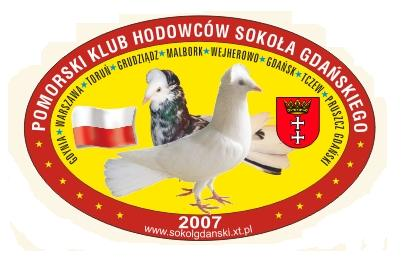 POMORSKI KLUB HODOWCÓW SOKOŁA GDAŃSKIEGO
GDYNIA★WARSZAWA★TORUŃ★GRUDZIĄDZ★MALBORK★WEJHEROWO★GDAŃSK★TCZEW★PRUSZCZ GDAŃSKI
2007
www.sokolgdanski.xt.pl